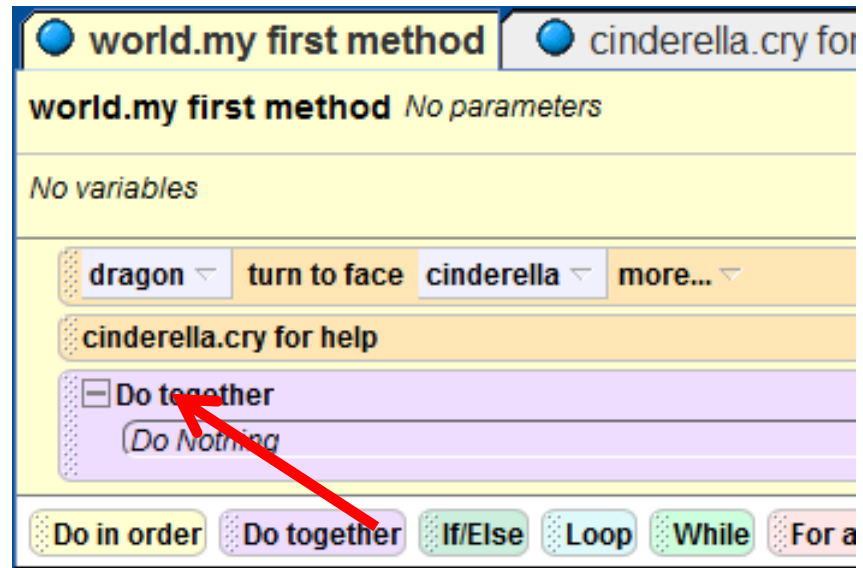 world.my first method cinderella.cry for
world.my first method No parameters
No variables
dragon turn to face cinderella more...
cinderella.cry for help
Do together
Do Nothing
Do in order Do together If/Else Loop While For a